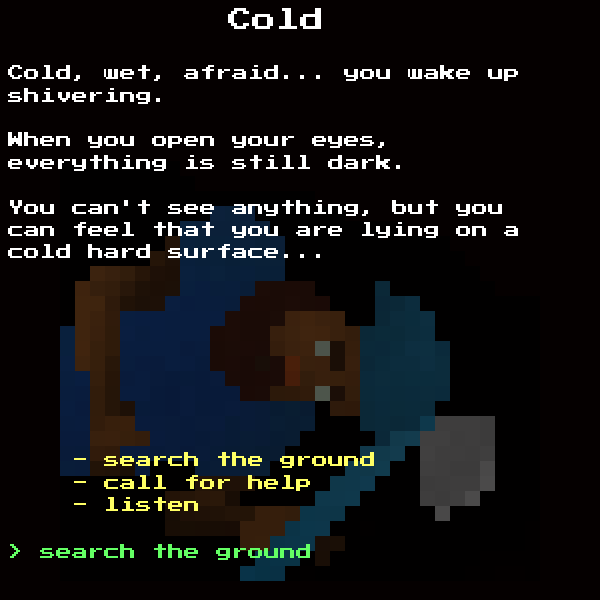 Cold
Cold, wet, afraid... you wake up
shivering.
When you open your eyes,
everything is still dark.
You can't see anything, but you
can feel that you are lying on a
cold hard surface...
- search the ground
- call for help
- listen
> search the ground